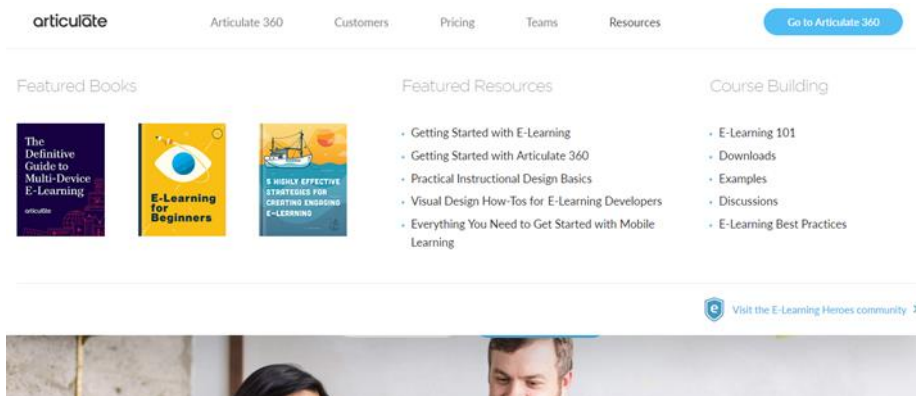 articulāte
Articulate 360
Customers
Pricing
Teams
Resources
Go to Articulate 360
Featured Books
The
Definitive
Guide to
Multi-Device
E-Learning
articulāte
E-Learning
for
Beginners
5 HIGHLY EFFECTIVE
STRATEGIES FOR
CREATING ENGAGING
E-LEARNING
Featured Resources
Getting Started with E-Learning
Getting Started with Articulate 360
Practical Instructional Design Basics
Visual Design How-Tos for E-Learning Developers
Everything You Need to Get Started with Mobile
Learning
Course Building
E-Learning 101
Downloads
Examples
Discussions
E-Learning Best Practices
e
Visit the E-Learning Heroes community